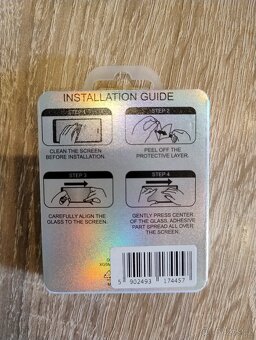 INSTALLATION GUIDE
STEP 1
CLEAN THE SCREEN
BEFORE INSTALLATION.
STEP 2
PEEL OFF THE
PROTECTIVE LAYER.
STEP 3
CAREFULLY ALIGN THE
GLASS TO THE SCREEN.
STEP 4
GENTLY PRESS CENTER
OF THE GLASS. ADHESIVE
PART SPREAD ALL OVER
THE SCREEN.
5 902493 174457